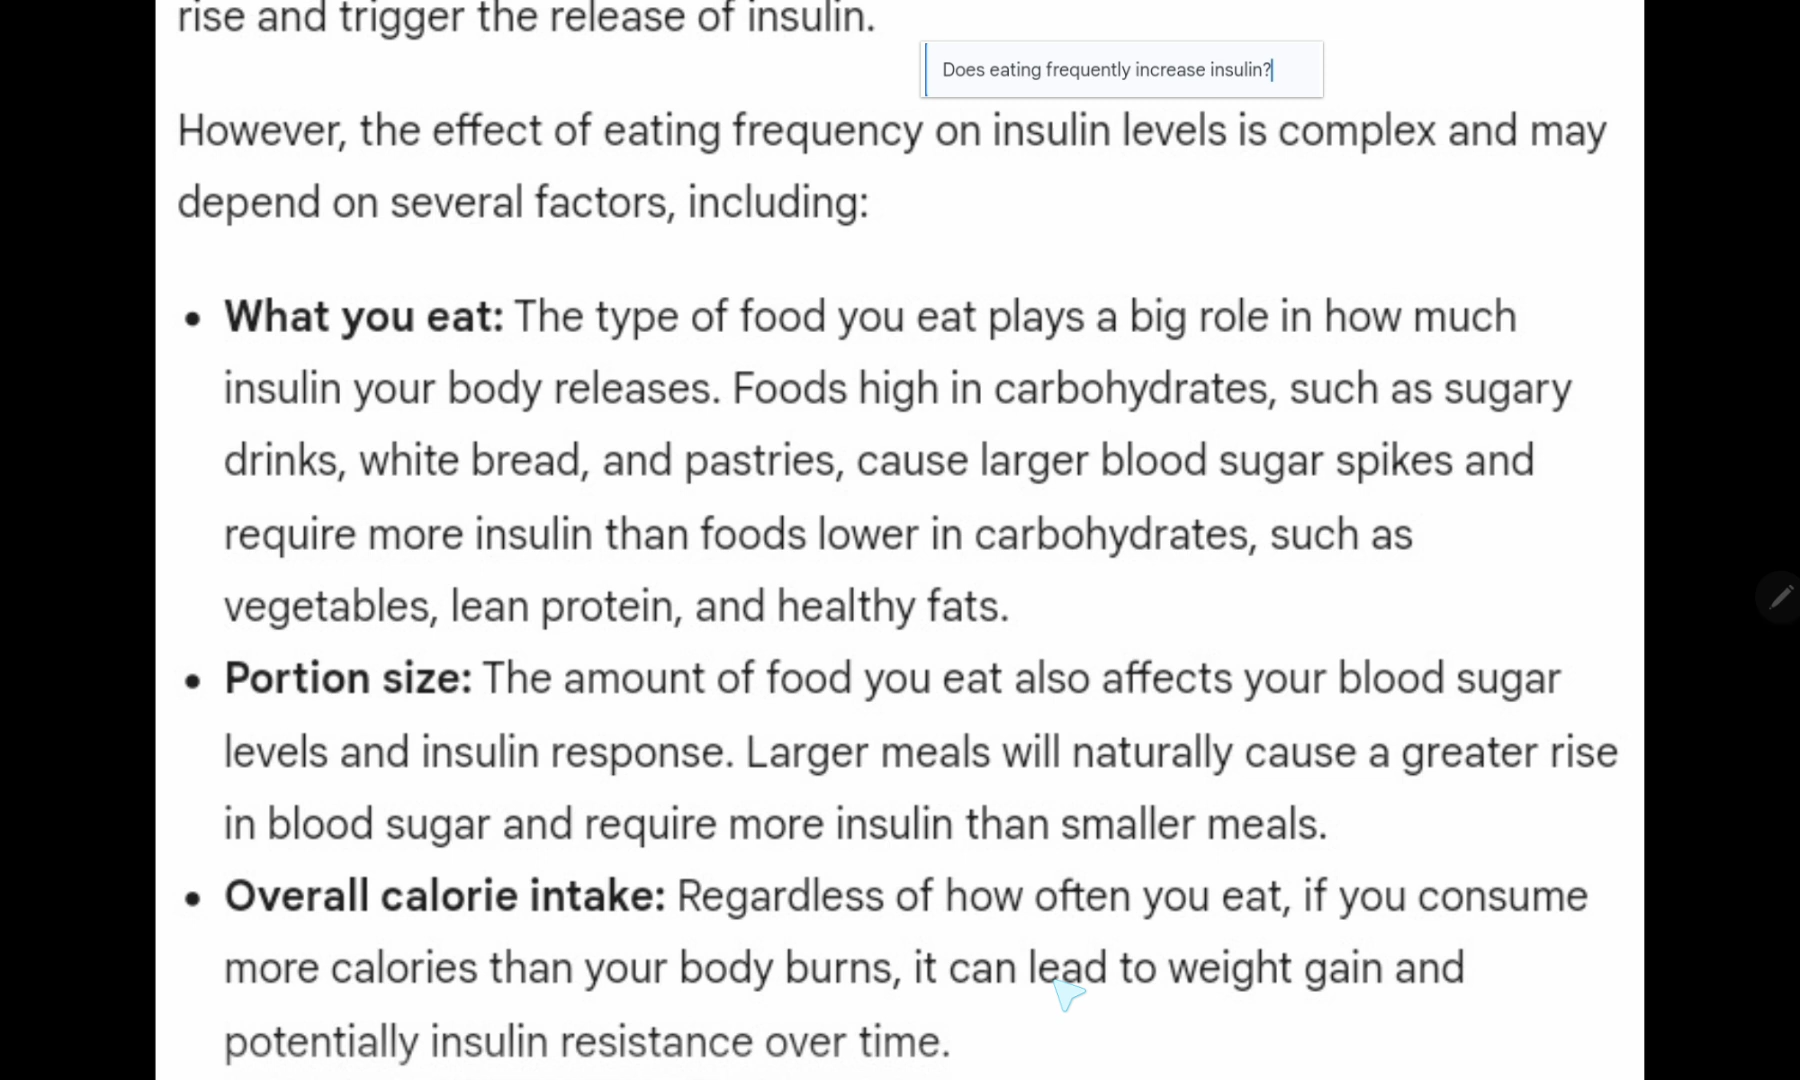 rise and trigger the release of insulin.
Does eating frequently increase insulin?
However, the effect of eating frequency on insulin levels is complex and may
depend on several factors, including:
• What you eat: The type of food you eat plays a big role in how much
insulin your body releases. Foods high in carbohydrates, such as sugary
drinks, white bread, and pastries, cause larger blood sugar spikes and
require more insulin than foods lower in carbohydrates, such as
vegetables, lean protein, and healthy fats.
• Portion size: The amount of food you eat also affects your blood sugar
levels and insulin response. Larger meals will naturally cause a greater rise
in blood sugar and require more insulin than smaller meals.
• Overall calorie intake: Regardless of how often you eat, if you consume
more calories than your body burns, it can lead to weight gain and
potentially insulin resistance over time.